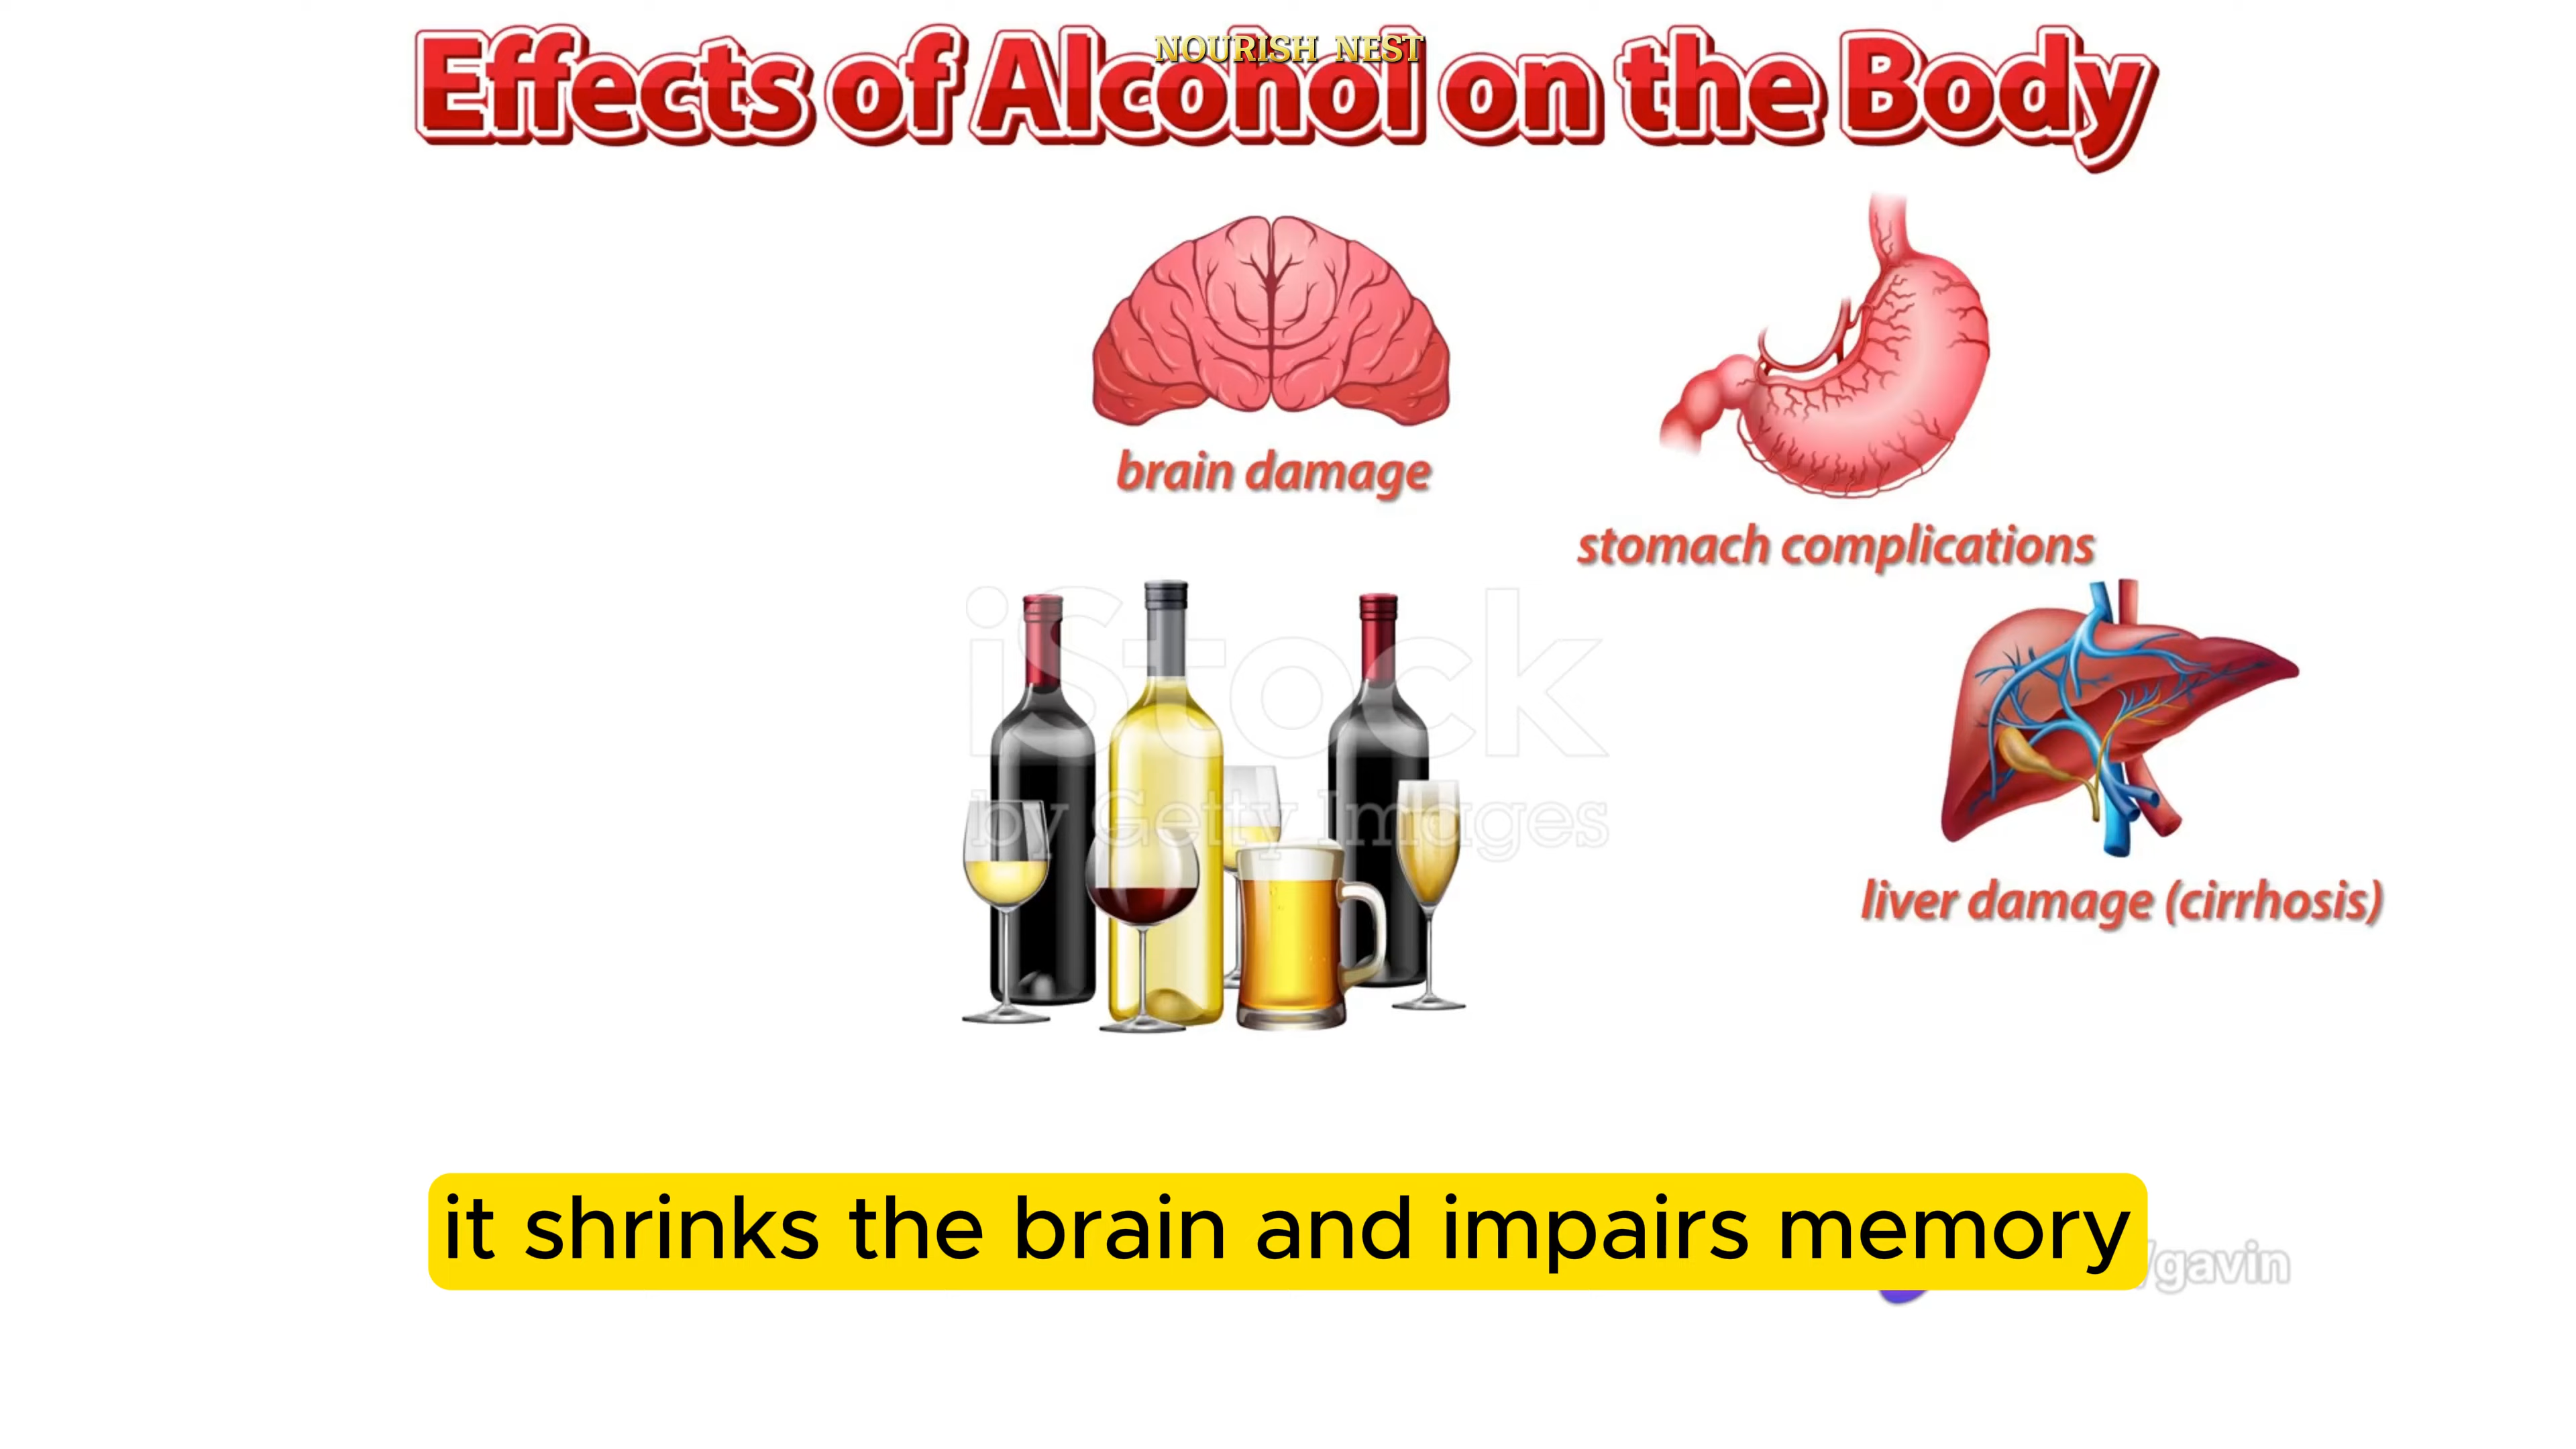 NOURISH NEST
Effects of Alcohol on the Body
brain damage
stomach complications
iStock
by Getty Images
liver damage (cirrhosis)
it shrinks the brain and impairs memory
/gavin